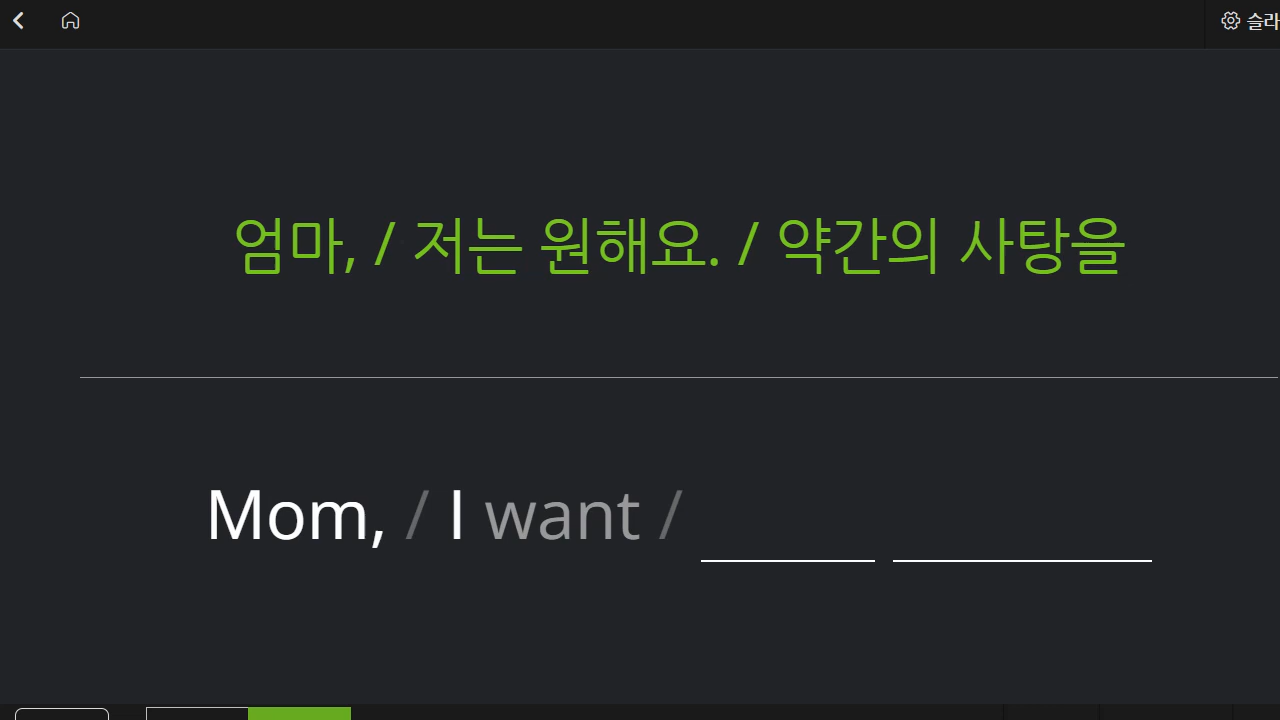 슬라
엄마, / 저는 원해요. / 약간의 사탕을
Mom, / I want /